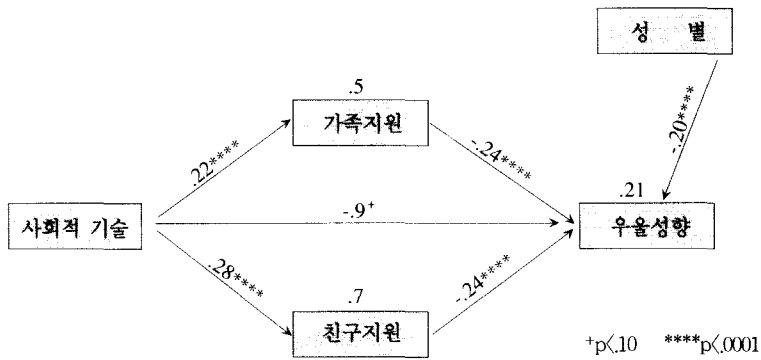 성 별
.5
가족지원
.22****
-.24****
-.20****
.21
사회적 기술
-.9+
우울성향
.28****
-.24****
.7
친구지원
+p<.10 ****p<.0001